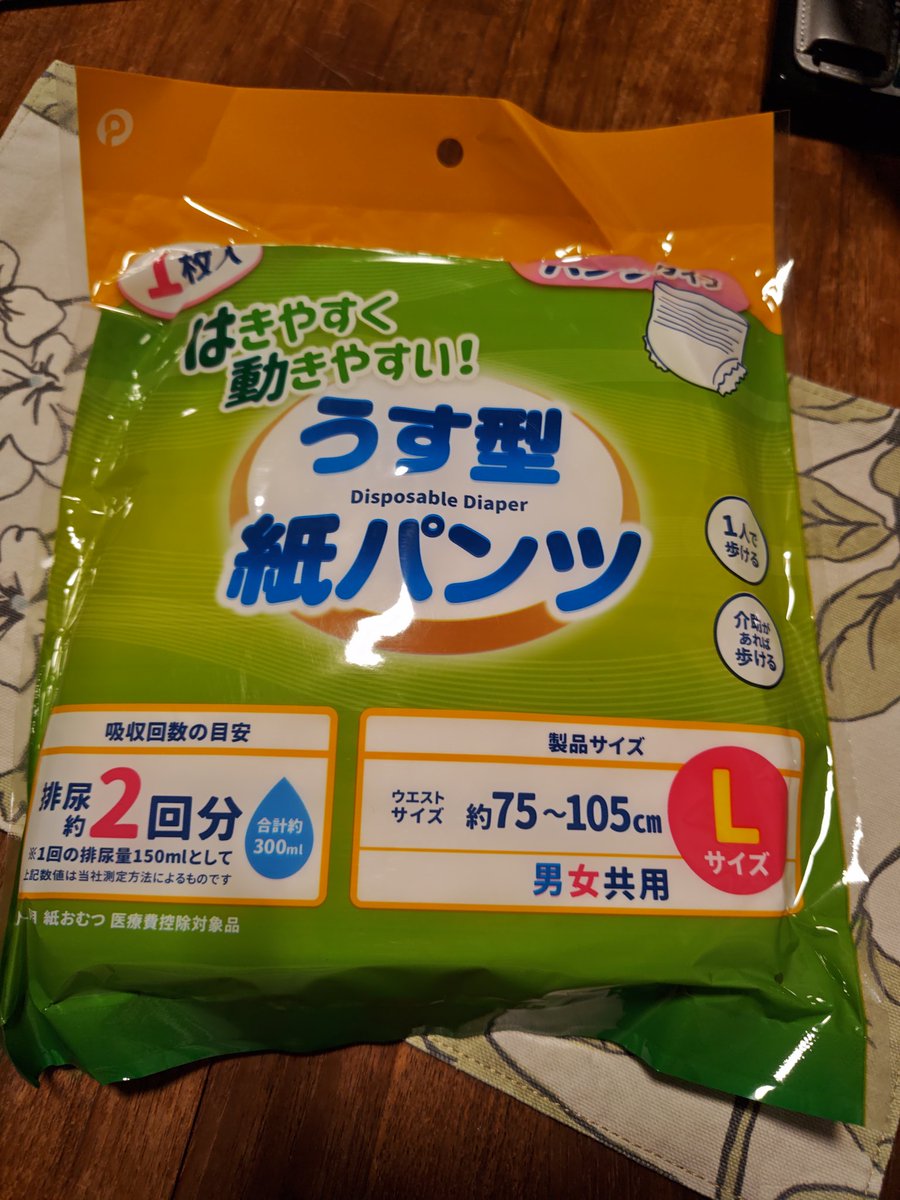 1枚入
パンツタイプ
はきやすく
動きやすい!
うす型
Disposable Diaper
紙パンツ
1人で
歩ける
介助が
あれば
歩ける
吸収回数の目安
排尿
約2回分
合計約
300ml
※1回の排尿量150mlとして
上記数値は当社測定方法によるものです
製品サイズ
ウエスト
サイズ
約75~105cm
L
サイズ
男女共用
紙おむつ 医療費控除対象品